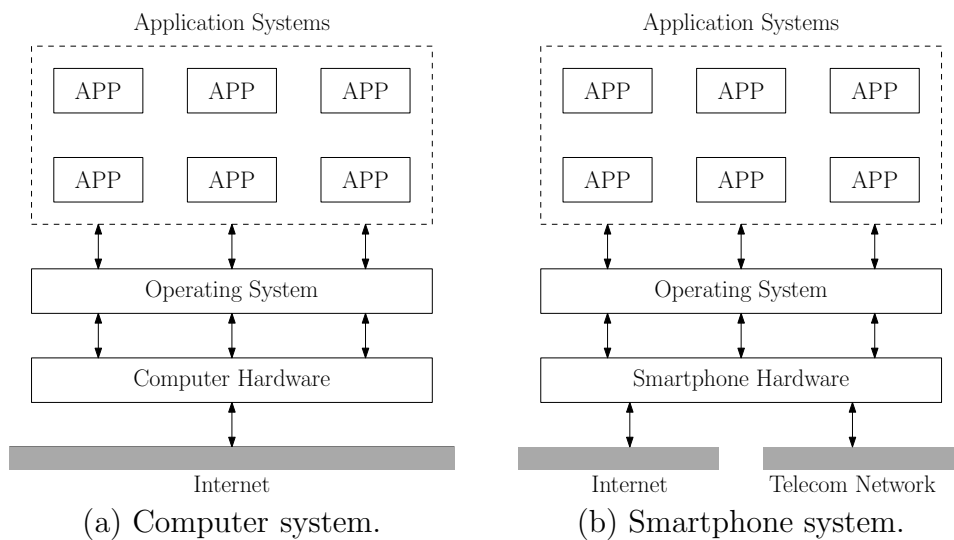 Application Systems
APP APP APP
APP APP APP
Operating System
Computer Hardware
Internet
(a) Computer system.
Application Systems
APP APP APP
APP APP APP
Operating System
Smartphone Hardware
Internet Telecom Network
(b) Smartphone system.